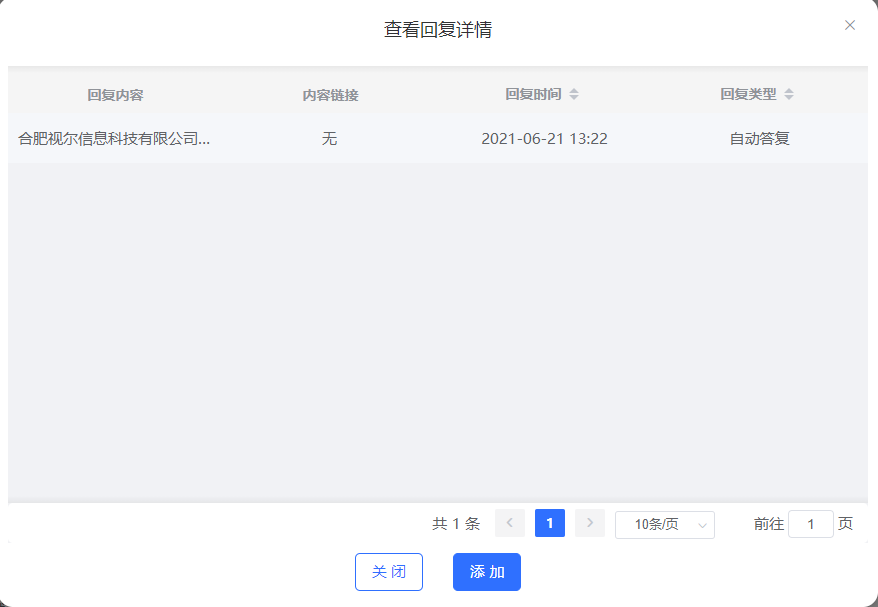 查看回复详情
回复内容 内容链接 回复时间 回复类型
合肥视尔信息科技有限公司... 无 2021-06-21 13:22 自动答复
共 1 条 1 10条/页 前往 1 页
关 闭 添 加